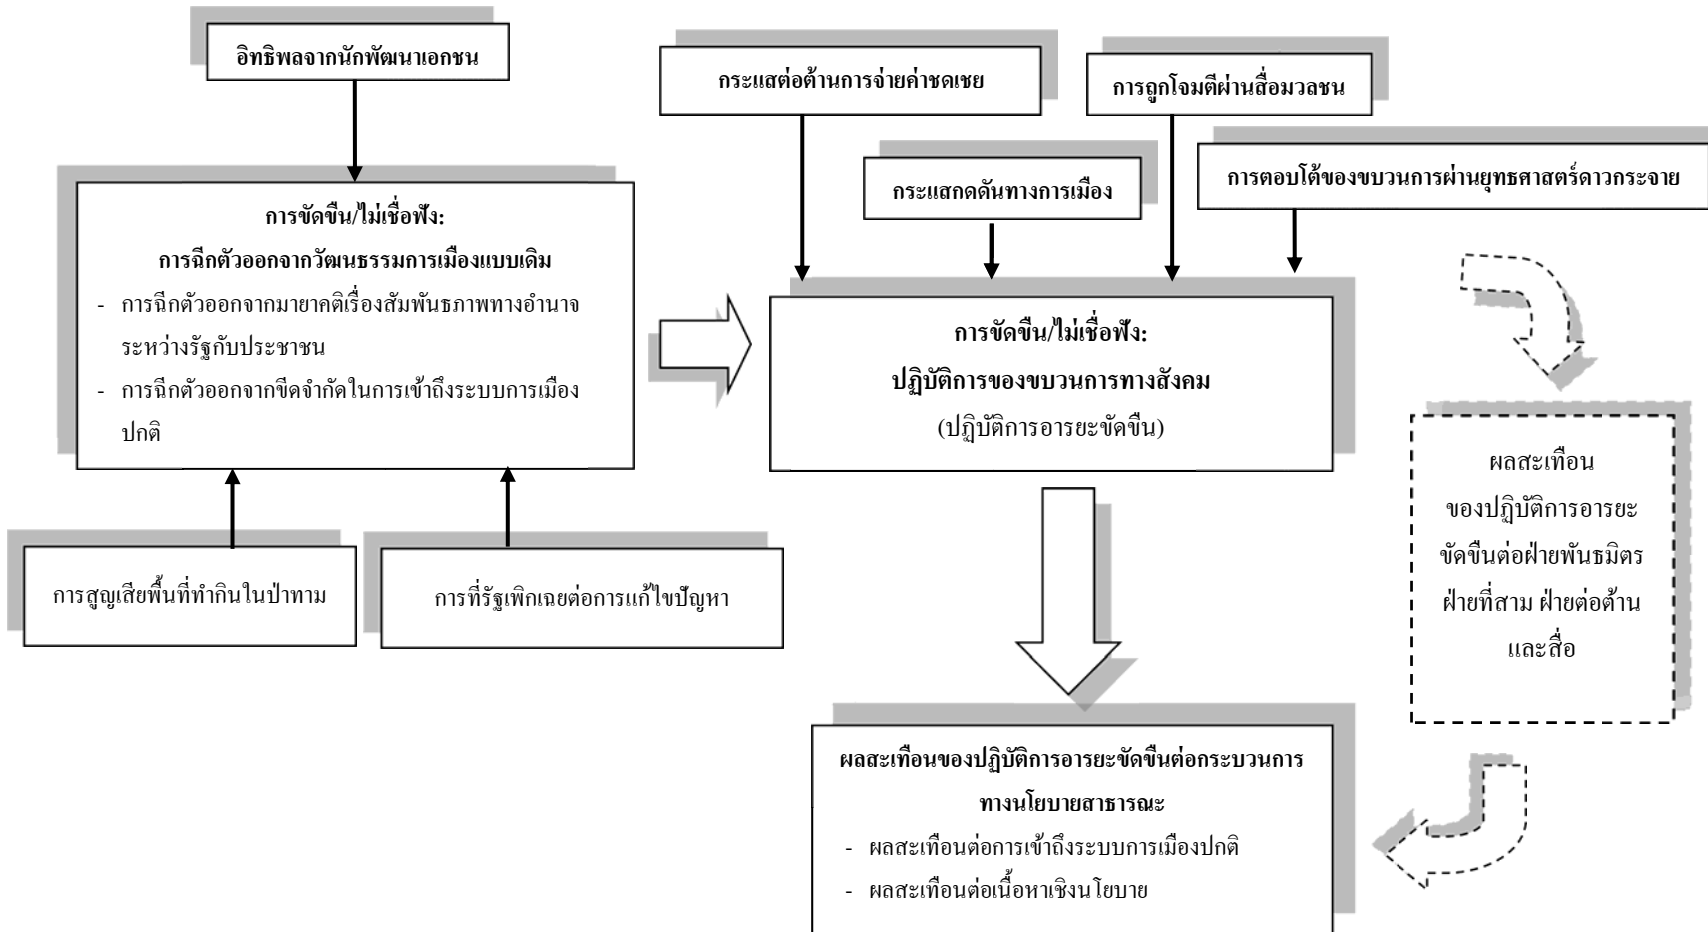 อิทธิพลจากนักพัฒนาเอกชน
กระแสต่อต้านการจ่ายค่าชดเชย
การถูกโจมตีผ่านสื่อมวลชน
กระแสกดดันทางการเมือง
การตอบโต้ของขบวนการผ่านยุทธศาสตร์ดาวกระจาย
การขัดขืน/ไม่เชื่อฟัง:
การฉีกตัวออกจากวัฒนธรรมการเมืองแบบเดิม
- การฉีกตัวออกจากมายาคติเรื่องสัมพันธภาพทางอำนาจ
ระหว่างรัฐกับประชาชน
- การฉีกตัวออกจากขีดจำกัดในการเข้าถึงระบบการเมือง
ปกติ
การขัดขืน/ไม่เชื่อฟัง:
ปฏิบัติการของขบวนการทางสังคม
(ปฏิบัติการอารยะขัดขืน)
ผลสะเทือน
ของปฏิบัติการอารยะ
ขัดขืนต่อฝ่ายพันธมิตร
ฝ่ายที่สาม ฝ่ายต่อต้าน
และสื่อ
การสูญเสียพื้นที่ทำกินในป่าทาม
การที่รัฐเพิกเฉยต่อการแก้ไขปัญหา
ผลสะเทือนของปฏิบัติการอารยะขัดขืนต่อกระบวนการ
ทางนโยบายสาธารณะ
- ผลสะเทือนต่อการเข้าถึงระบบการเมืองปกติ
- ผลสะเทือนต่อเนื้อหาเชิงนโยบาย